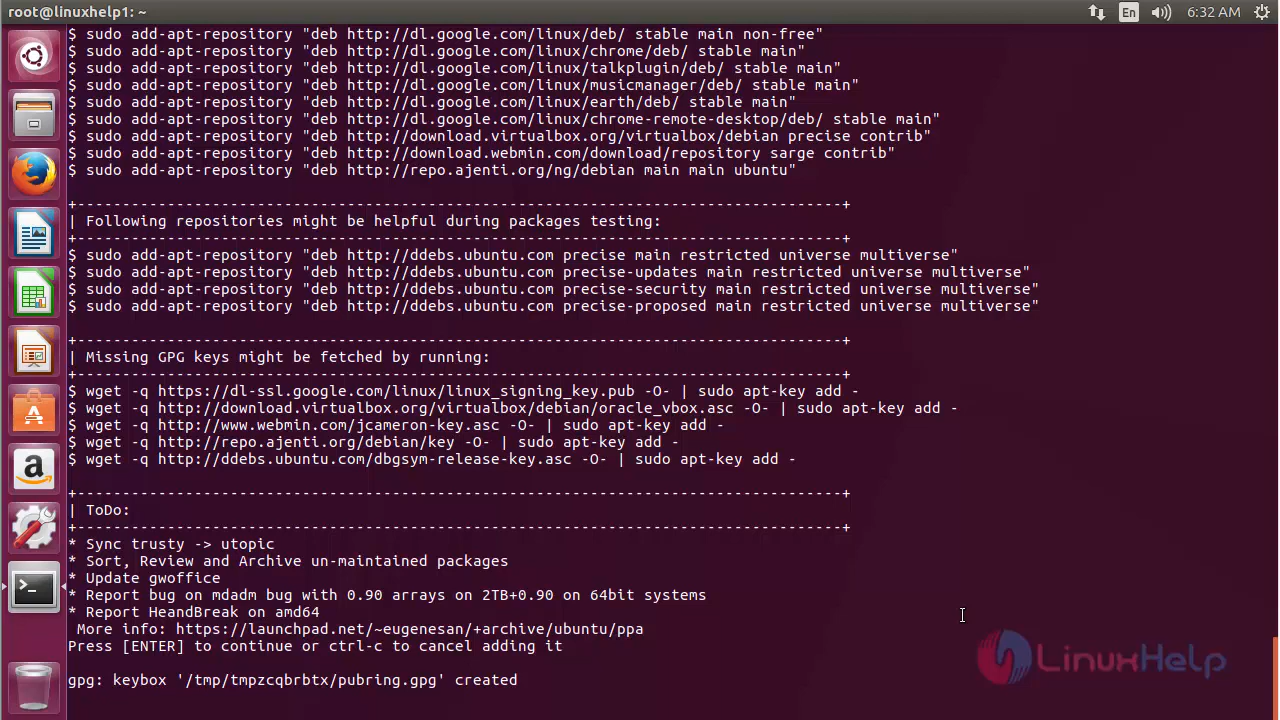 root@linuxhelp1: ~
En
6:32 AM
$ sudo add-apt-repository "deb http://dl.google.com/linux/deb/ stable main non-free"
$ sudo add-apt-repository "deb http://dl.google.com/linux/chrome/deb/ stable main"
$ sudo add-apt-repository "deb http://dl.google.com/linux/talkplugin/deb/ stable main"
$ sudo add-apt-repository "deb http://dl.google.com/linux/musicmanager/deb/ stable main"
$ sudo add-apt-repository "deb http://dl.google.com/linux/earth/deb/ stable main"
$ sudo add-apt-repository "deb http://dl.google.com/linux/chrome-remote-desktop/deb/ stable main"
$ sudo add-apt-repository "deb http://download.virtualbox.org/virtualbox/debian precise contrib"
$ sudo add-apt-repository "deb http://download.webmin.com/download/repository sarge contrib"
$ sudo add-apt-repository "deb http://repo.ajenti.org/ng/debian main main ubuntu"
+-------------------------------------------------------------------------------------+
| Following repositories might be helpful during packages testing:
+-------------------------------------------------------------------------------------+
$ sudo add-apt-repository "deb http://ddebs.ubuntu.com precise main restricted universe multiverse"
$ sudo add-apt-repository "deb http://ddebs.ubuntu.com precise-updates main restricted universe multiverse"
$ sudo add-apt-repository "deb http://ddebs.ubuntu.com precise-security main restricted universe multiverse"
$ sudo add-apt-repository "deb http://ddebs.ubuntu.com precise-proposed main restricted universe multiverse"
+-------------------------------------------------------------------------------------+
| Missing GPG keys might be fetched by running:
+-------------------------------------------------------------------------------------+
$ wget -q https://dl-ssl.google.com/linux/linux_signing_key.pub -O- | sudo apt-key add -
$ wget -q http://download.virtualbox.org/virtualbox/debian/oracle_vbox.asc -O- | sudo apt-key add -
$ wget -q http://www.webmin.com/jcameron-key.asc -O- | sudo apt-key add -
$ wget -q http://repo.ajenti.org/debian/key -O- | sudo apt-key add -
$ wget -q http://ddebs.ubuntu.com/dbgsym-release-key.asc -O- | sudo apt-key add -
+-------------------------------------------------------------------------------------+
| ToDo:
+-------------------------------------------------------------------------------------+
* Sync trusty -> utopic
* Sort, Review and Archive un-maintained packages
* Update gwoffice
* Report bug on mdadm bug with 0.90 arrays on 2TB+0.90 on 64bit systems
* Report HeandBreak on amd64
More info: https://launchpad.net/~eugenesan/+archive/ubuntu/ppa
Press [ENTER] to continue or ctrl-c to cancel adding it
gpg: keybox '/tmp/tmpzcqbrbtx/pubring.gpg' created
LinuxHelp